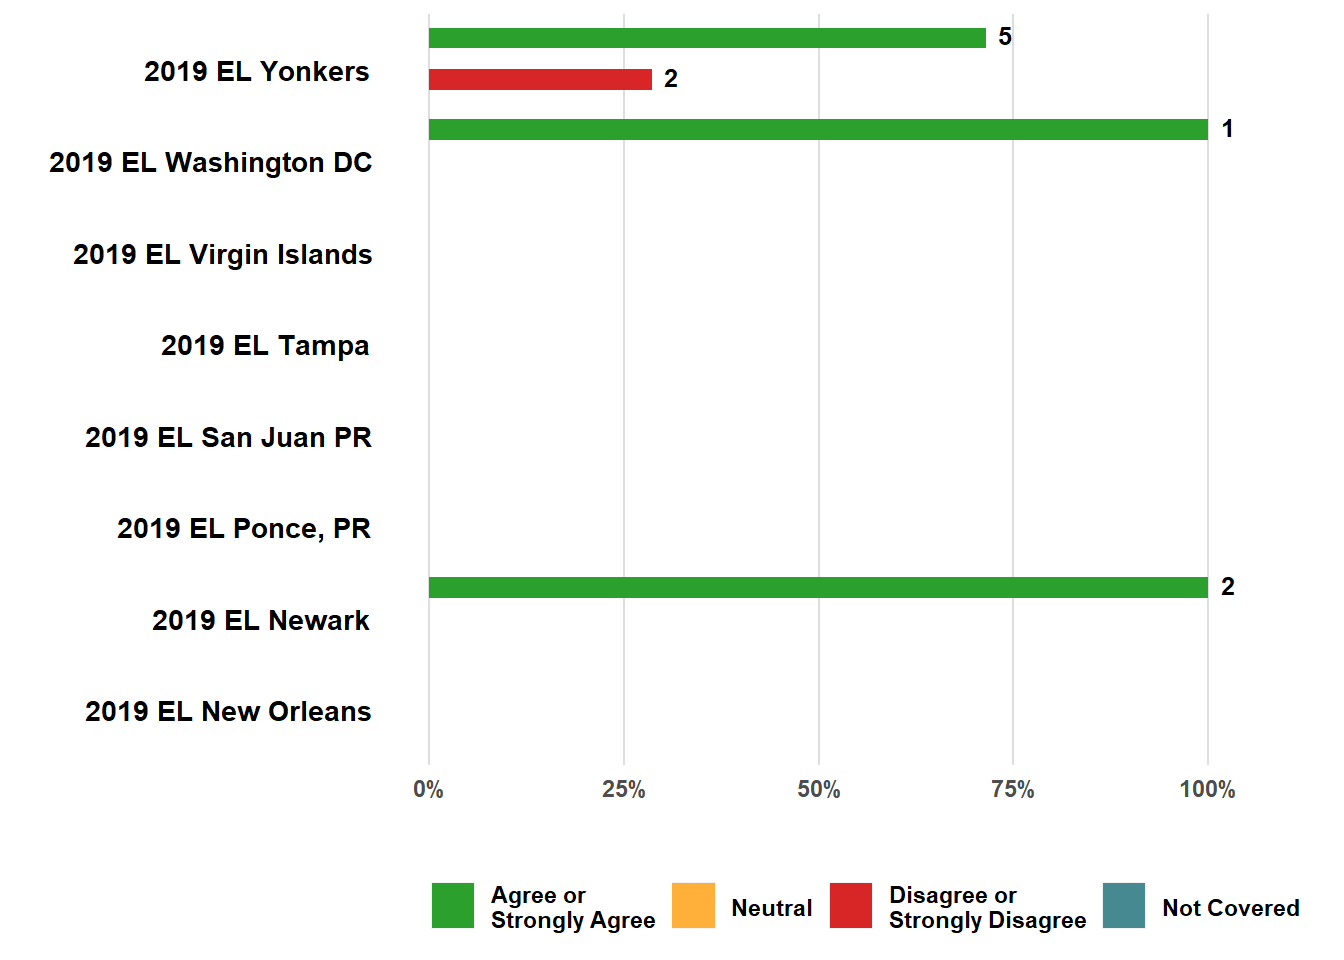 5
2019 EL Yonkers
2
1
2019 EL Washington DC
2019 EL Virgin Islands
2019 EL Tampa
2019 EL San Juan PR
2019 EL Ponce, PR
2
2019 EL Newark
2019 EL New Orleans
0% 25% 50% 75% 100%
Agree or
Strongly Agree
Neutral
Disagree or
Strongly Disagree
Not Covered